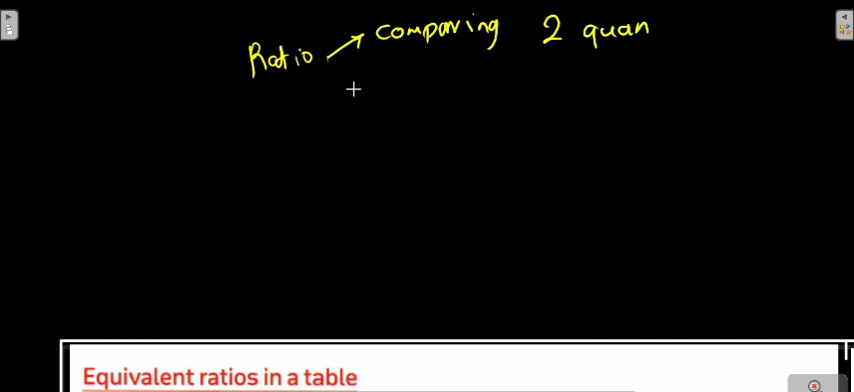 Ratio → comparing 2 quan
Equivalent ratios in a table